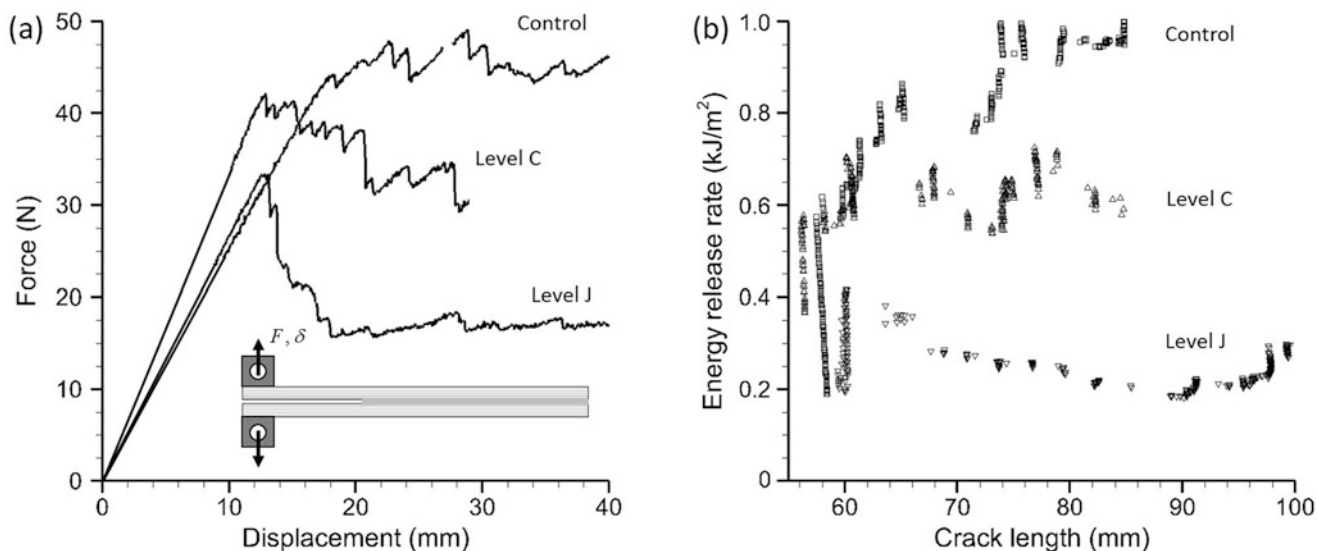 (a)
50
40
30
20
10
0
Force (N)
Control
Level C
Level J
F, δ
0 10 20 30 40
Displacement (mm)
(b)
1.0
0.8
0.6
0.4
0.2
0
Energy release rate (kJ/m²)
Control
Level C
Level J
60 70 80 90 100
Crack length (mm)